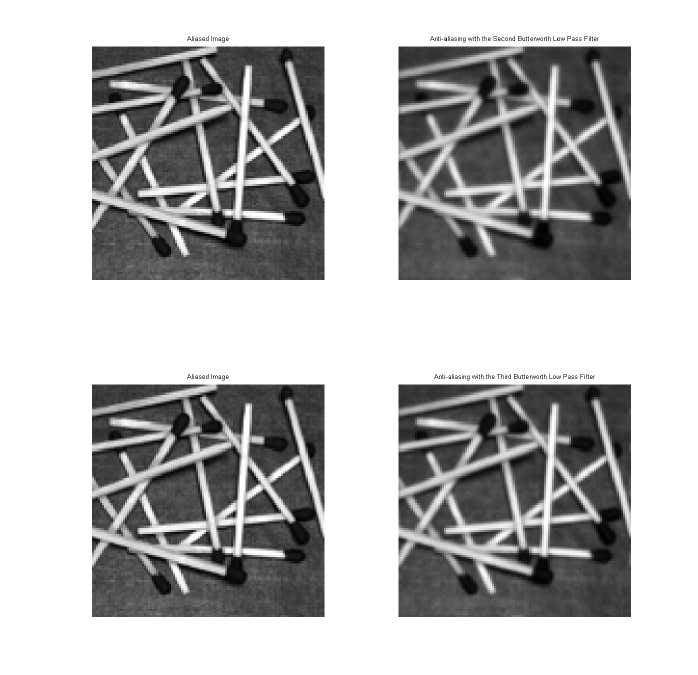 Aliased Image
Anti-aliasing with the Second Butterworth Low Pass Filter
Aliased Image
Anti-aliasing with the Third Butterworth Low Pass Filter